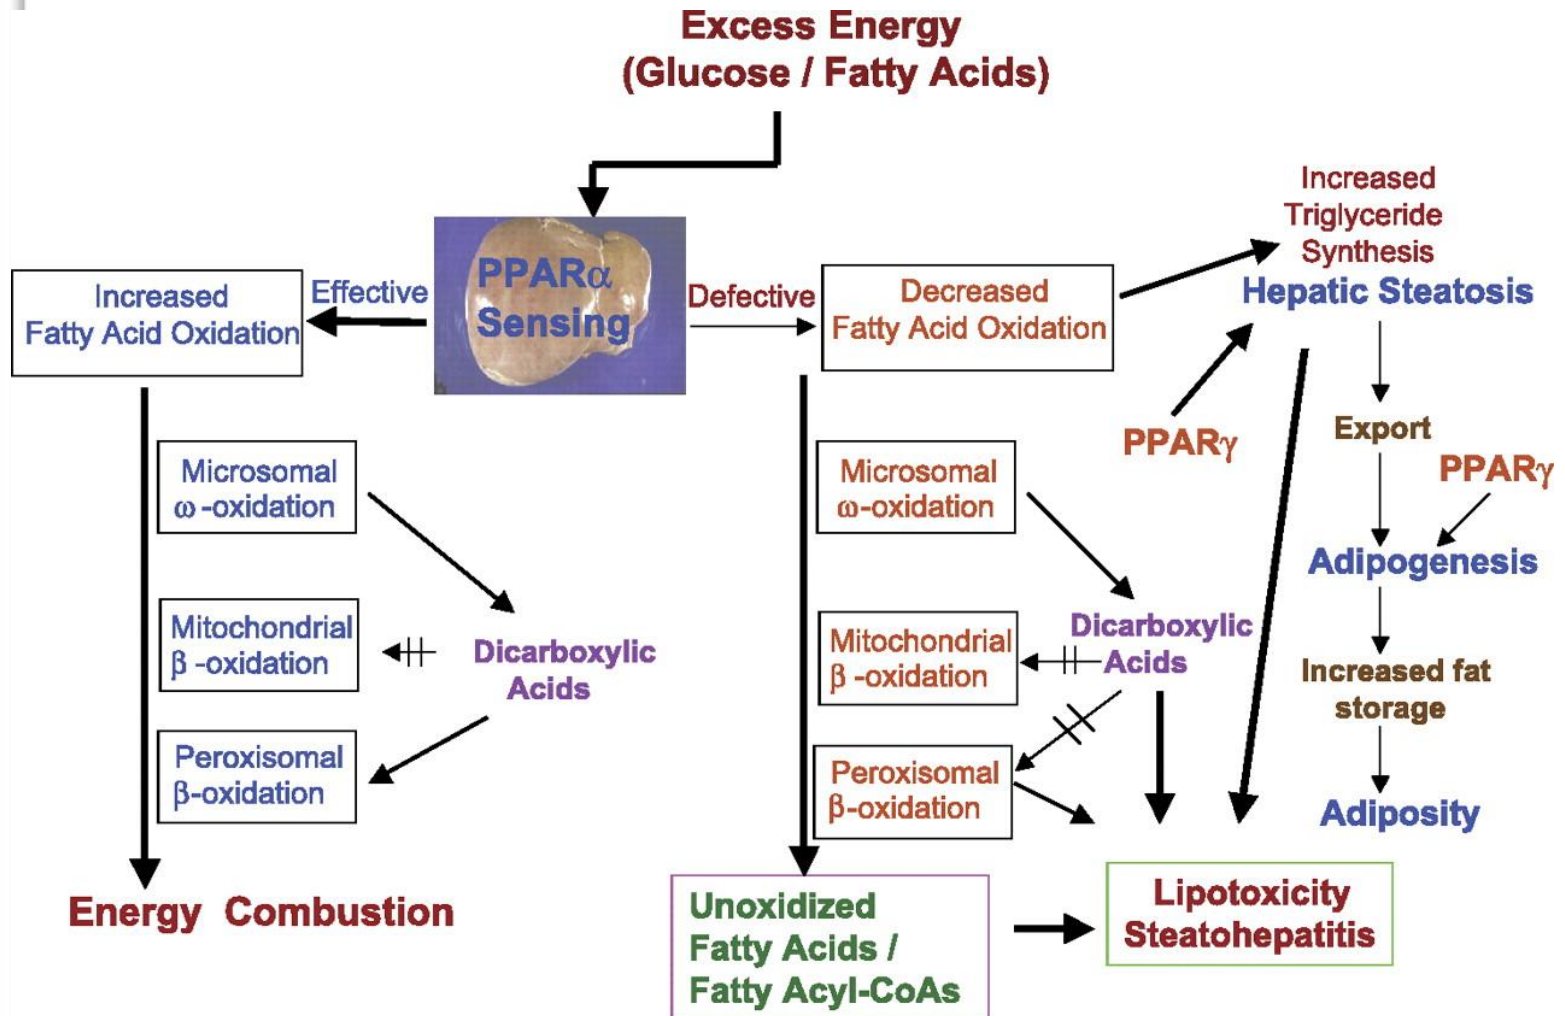 Excess Energy
(Glucose / Fatty Acids)
PPARα
Sensing
Effective
Defective
Increased
Fatty Acid Oxidation
Microsomal
ω-oxidation
Mitochondrial
β-oxidation
Peroxisomal
β-oxidation
Dicarboxylic
Acids
Energy Combustion
Decreased
Fatty Acid Oxidation
Microsomal
ω-oxidation
Mitochondrial
β-oxidation
Peroxisomal
β-oxidation
Dicarboxylic
Acids
Unoxidized
Fatty Acids /
Fatty Acyl-CoAs
Increased
Triglyceride
Synthesis
Hepatic Steatosis
PPARγ
Export
PPARγ
Adipogenesis
Increased fat
storage
Adiposity
Lipotoxicity
Steatohepatitis